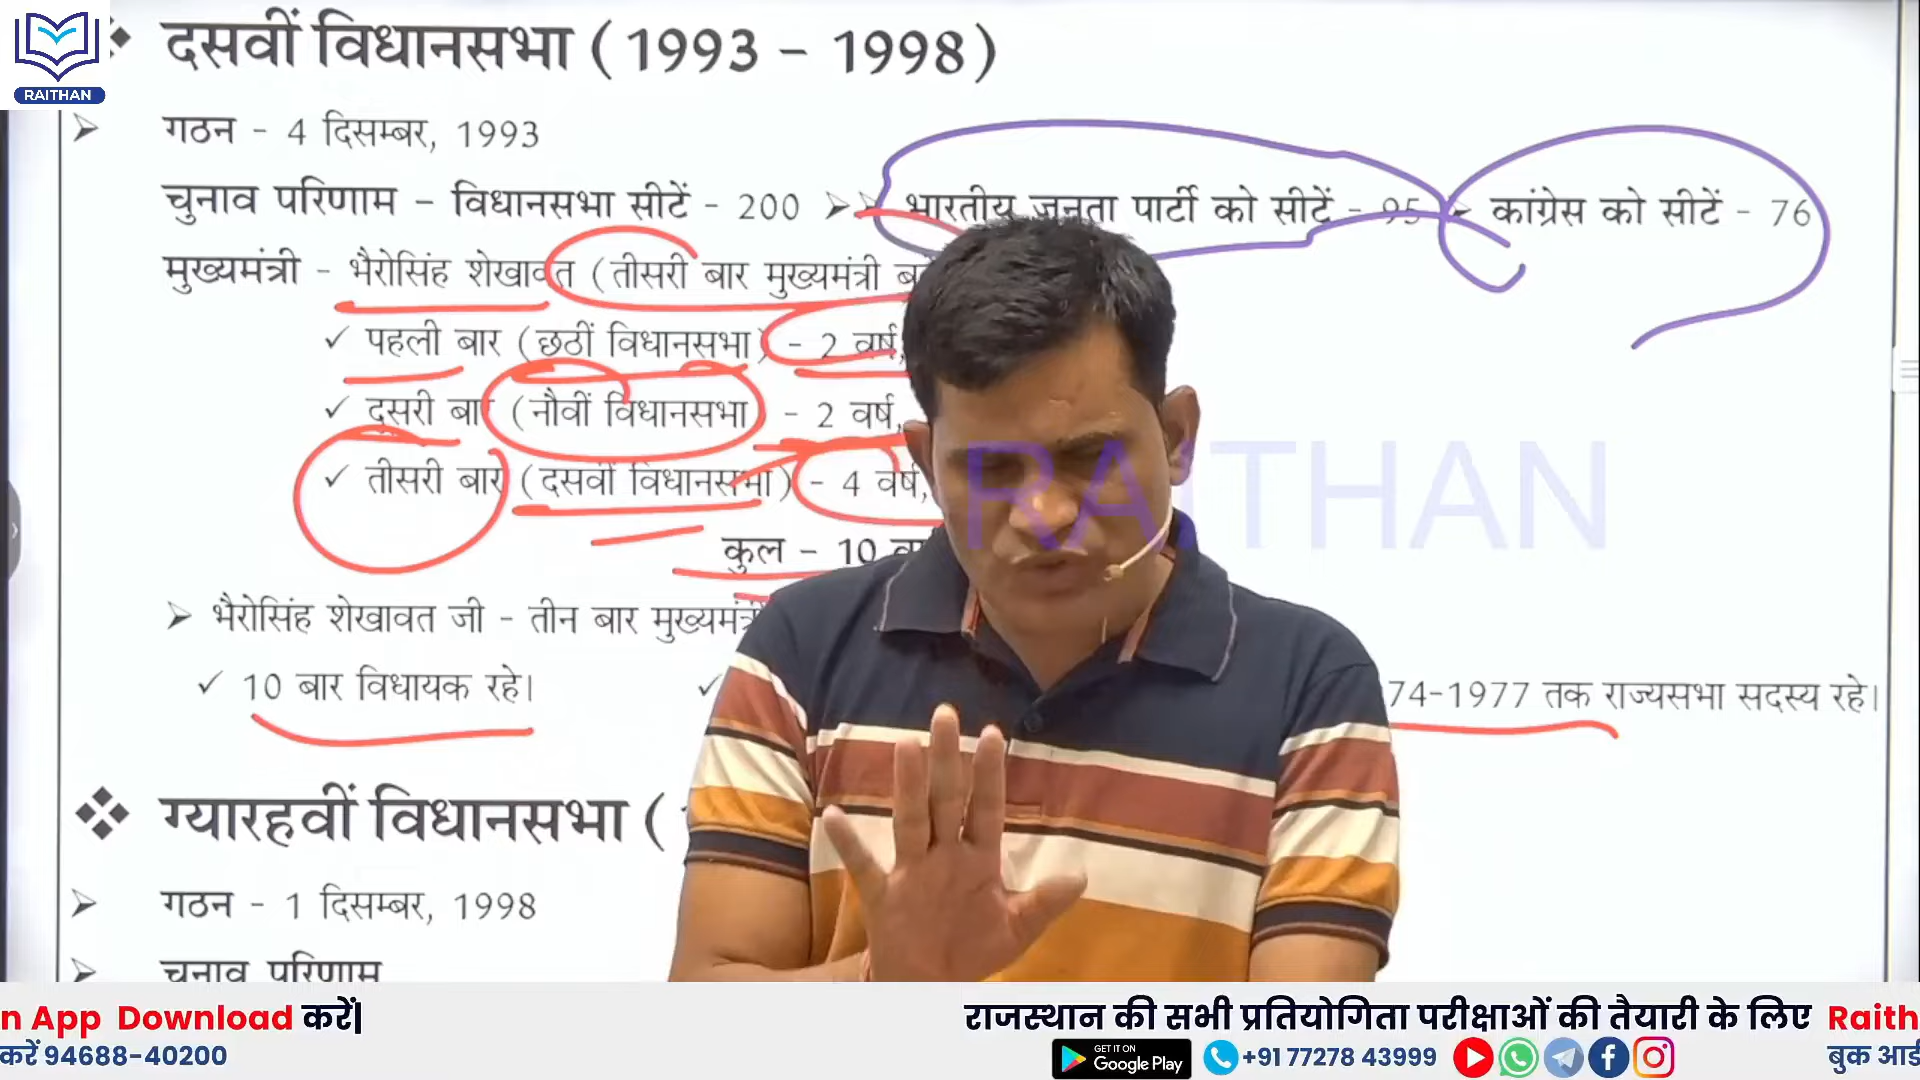 RAITHAN
दसवीं विधानसभा (1993 - 1998)
गठन - 4 दिसम्बर, 1993
चुनाव परिणाम - विधानसभा सीटें - 200 भारतीय जनता पार्टी को सीटें - 95 कांग्रेस को सीटें - 76
मुख्यमंत्री - भैरोसिंह शेखावत (तीसरी बार मुख्यमंत्री
✓ पहली बार (छठीं विधानसभा) - 2 वर्ष,
✓ दूसरी बार (नौवीं विधानसभा) - 2 वर्ष,
✓ तीसरी बार (दसवीं विधानसभा) - 4 वर्ष,
RAITHAN
कुल - 10
भैरोसिंह शेखावत जी - तीन बार मुख्यमंत्री
✓ 10 बार विधायक रहे। ✓ 74-1977 तक राज्यसभा सदस्य रहे।
ग्यारहवीं विधानसभा (
गठन - 1 दिसम्बर, 1998
चुनाव परिणाम
n App Download करें| राजस्थान की सभी प्रतियोगिता परीक्षाओं की तैयारी के लिए Raith
करें 94688-40200 GET IT ON Google Play +91 77278 43999 बुक